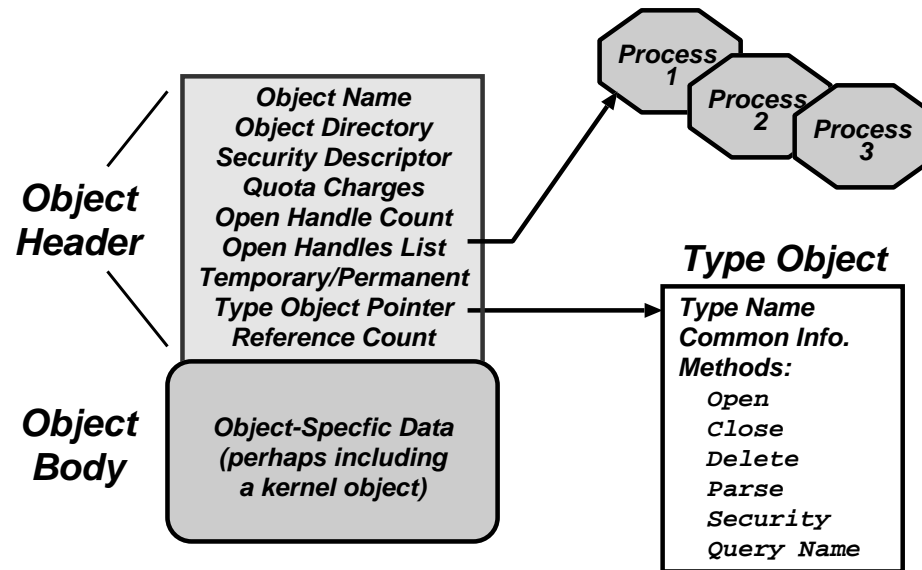 Object
Header
Object Name
Object Directory
Security Descriptor
Quota Charges
Open Handle Count
Open Handles List
Temporary/Permanent
Type Object Pointer
Reference Count
Object
Body
Object-Specfic Data
(perhaps including
a kernel object)
Process
1
Process
2
Process
3
Type Object
Type Name
Common Info.
Methods:
Open
Close
Delete
Parse
Security
Query Name